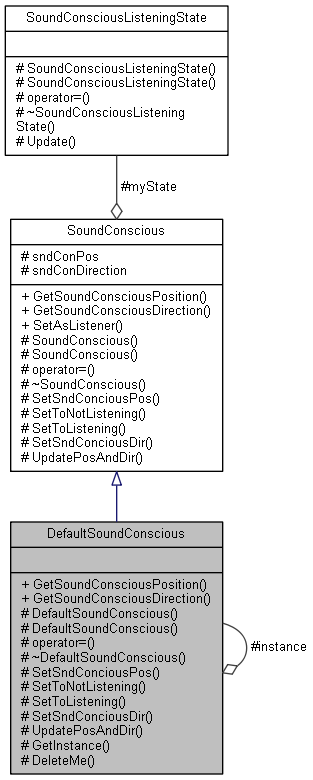 SoundConsciousListeningState
# SoundConsciousListeningState()
# SoundConsciousListeningState()
# operator=()
# ~SoundConsciousListening
State()
# Update()
#myState
SoundConscious
# sndConPos
# sndConDirection
+ GetSoundConsciousPosition()
+ GetSoundConsciousDirection()
+ SetAsListener()
# SoundConscious()
# SoundConscious()
# operator=()
# ~SoundConscious()
# SetSndConciousPos()
# SetToNotListening()
# SetToListening()
# SetSndConciousDir()
# UpdatePosAndDir()
DefaultSoundConscious
+ GetSoundConsciousPosition()
+ GetSoundConsciousDirection()
# DefaultSoundConscious()
# DefaultSoundConscious()
# operator=()
# ~DefaultSoundConscious()
# SetSndConciousPos()
# SetToNotListening()
# SetToListening()
# SetSndConciousDir()
# UpdatePosAndDir()
# GetInstance()
# DeleteMe()
#instance